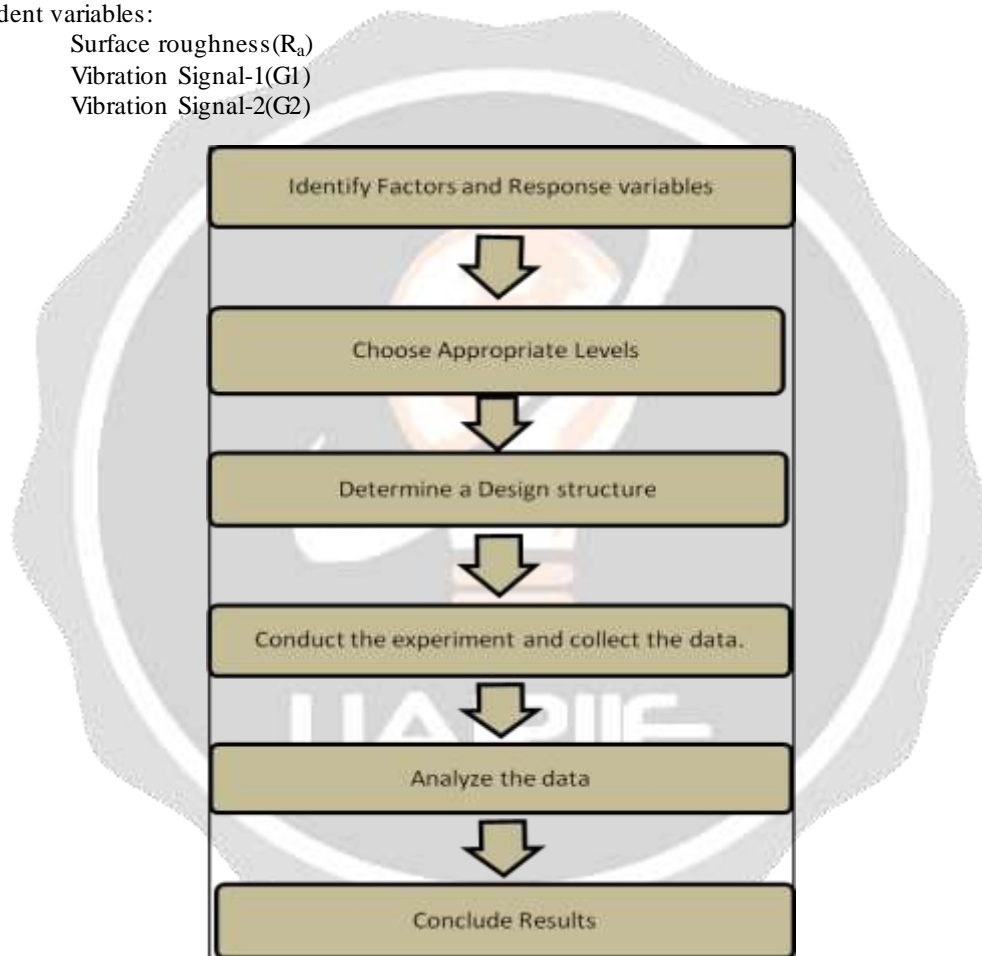 dent variables:
Surface roughness(Ra)
Vibration Signal-1(G1)
Vibration Signal-2(G2)
Identify Factors and Response variables
Choose Appropriate Levels
Determine a Design structure
Conduct the experiment and collect the data.
Analyze the data
Conclude Results